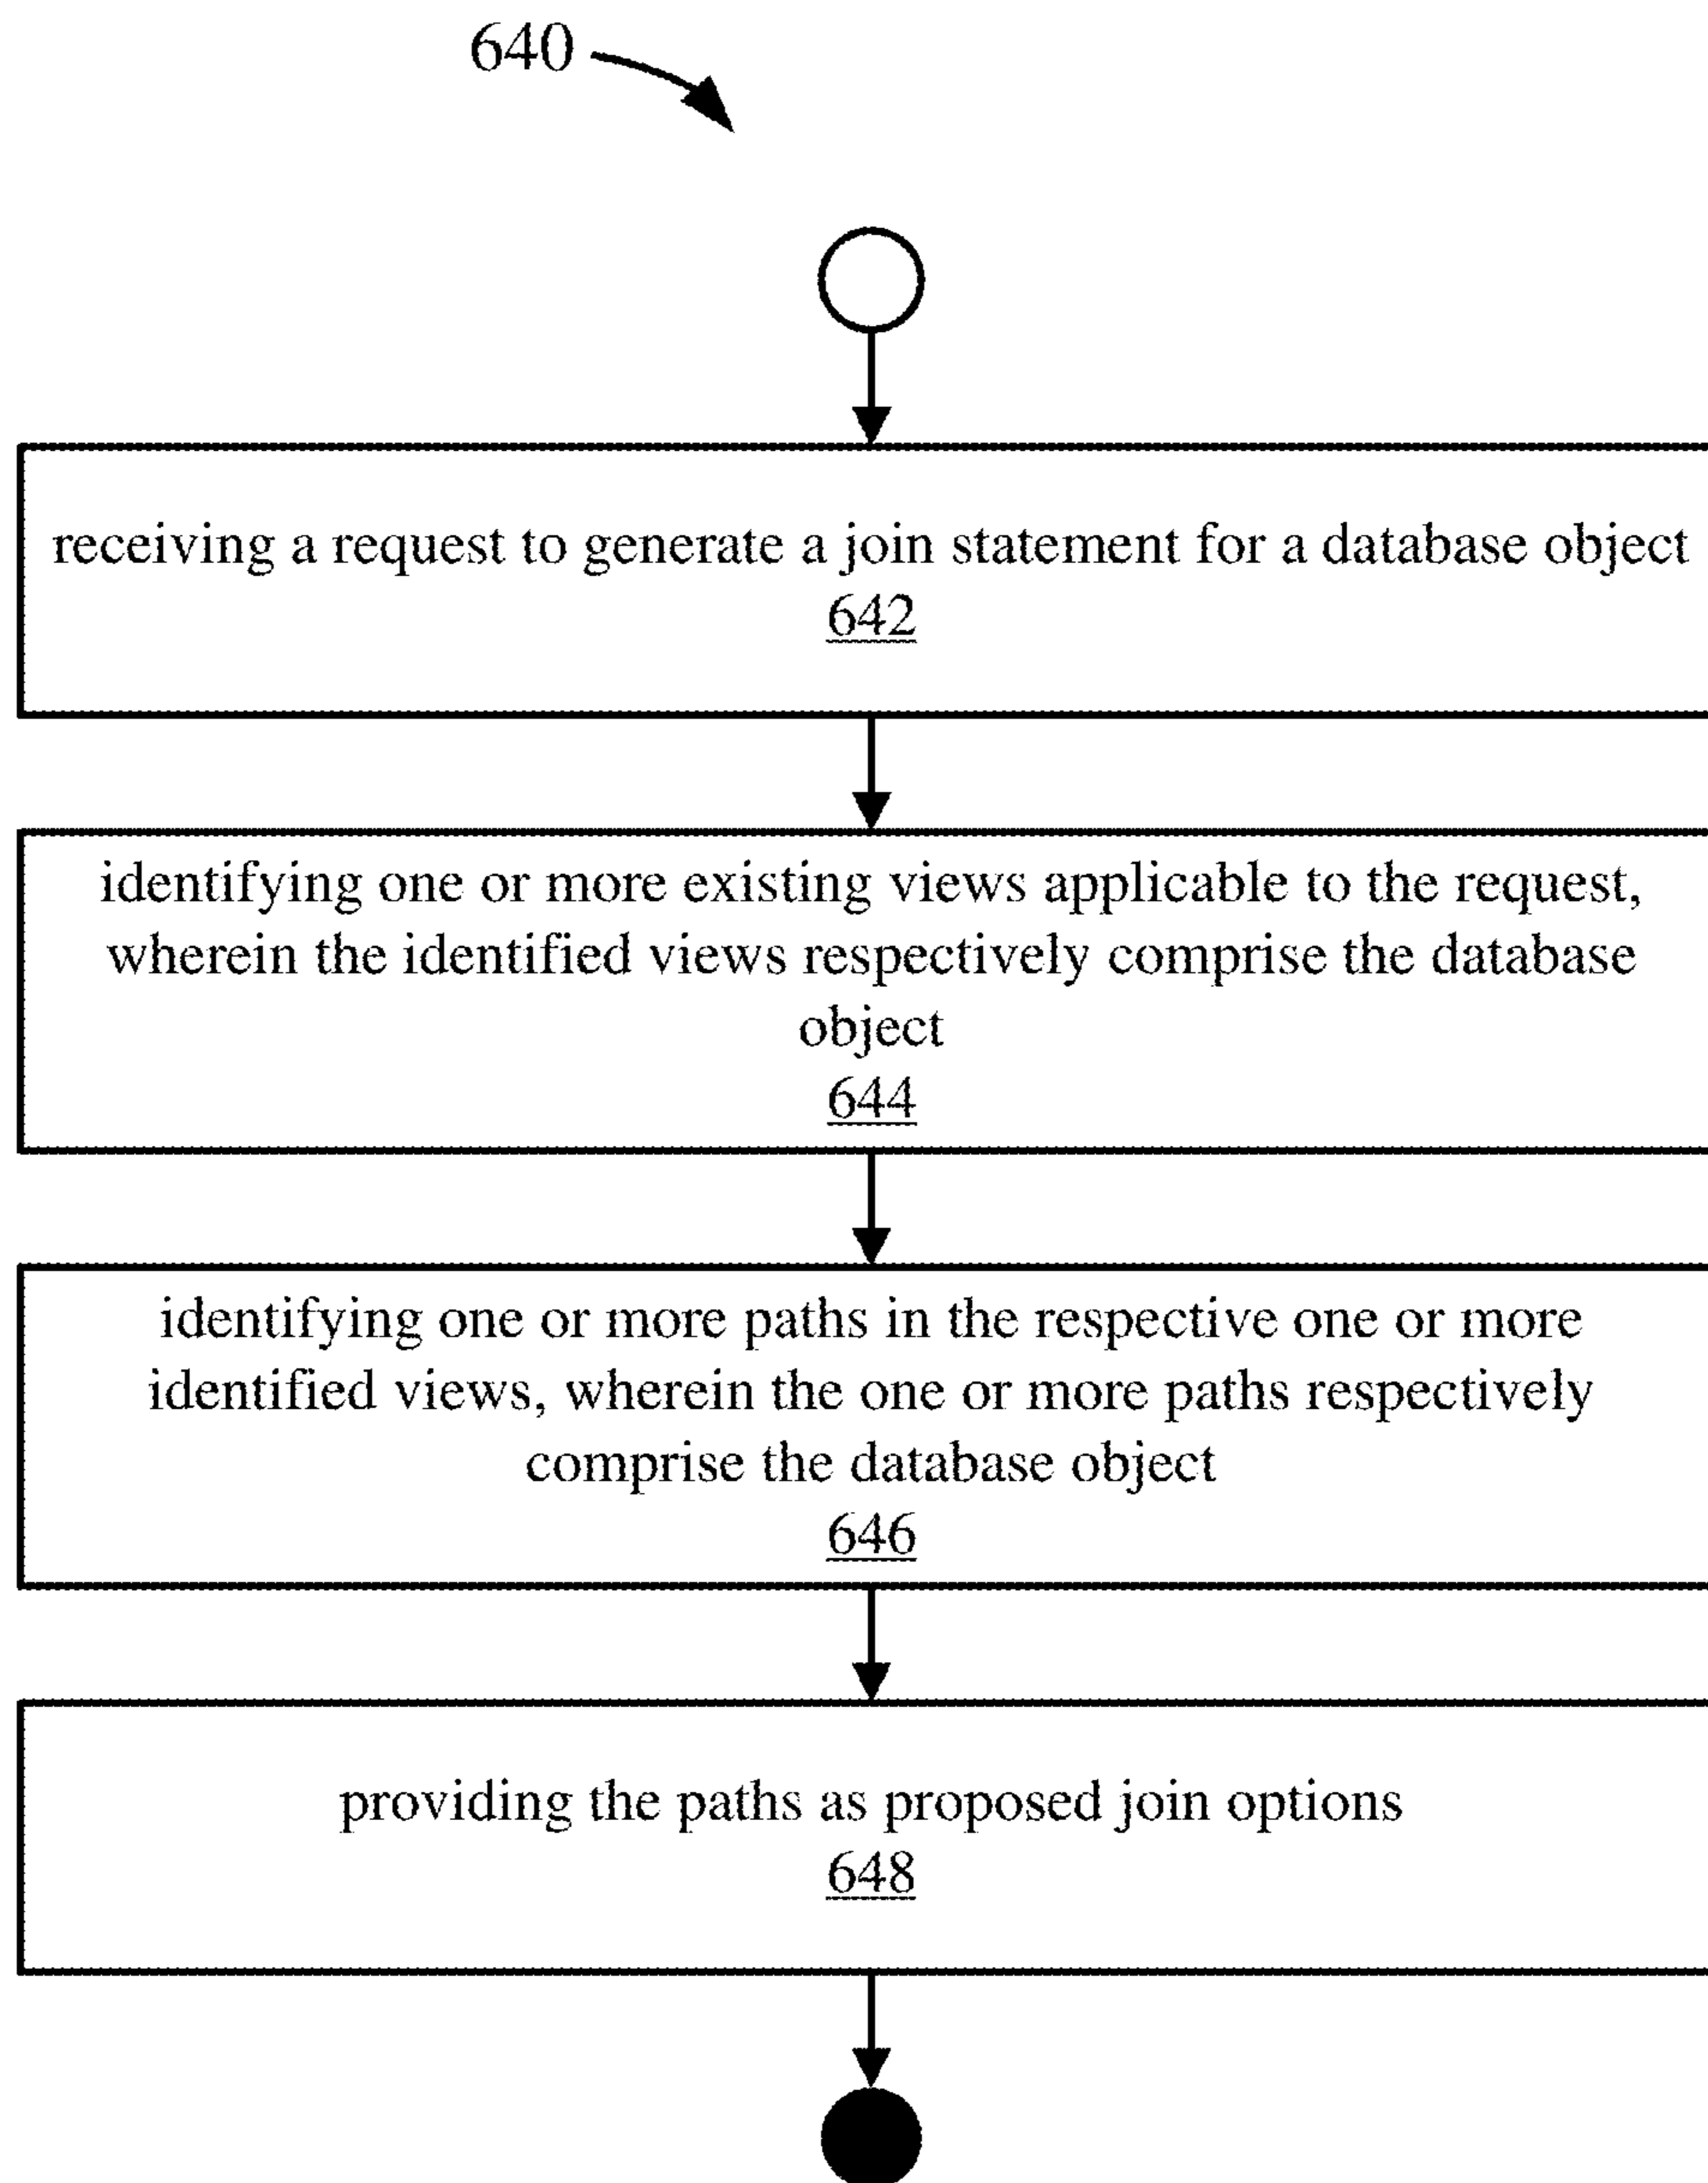 640
receiving a request to generate a join statement for a database object
642
identifying one or more existing views applicable to the request,
wherein the identified views respectively comprise the database
object
644
identifying one or more paths in the respective one or more
identified views, wherein the one or more paths respectively
comprise the database object
646
providing the paths as proposed join options
648